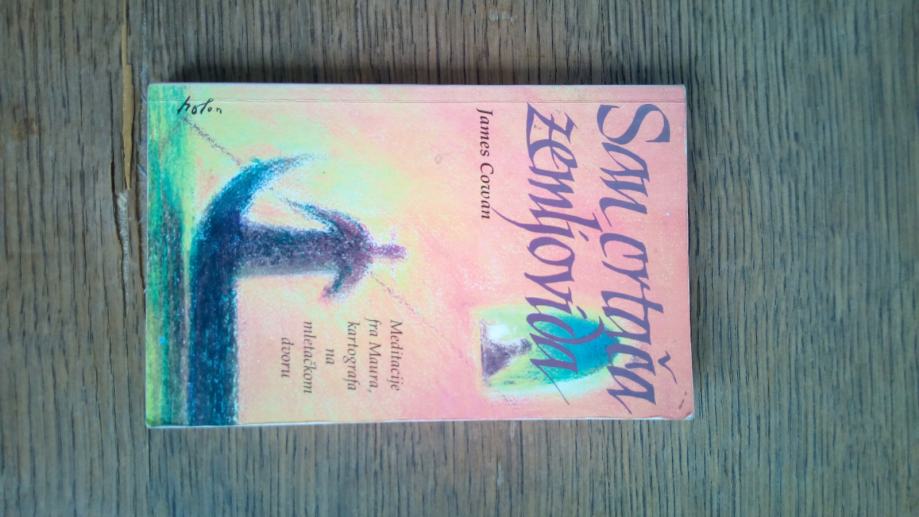 San crtača
zemljovida
James Cowan
Meditacije
fra Maura,
kartografa
na
mletačkom
dvoru
holon